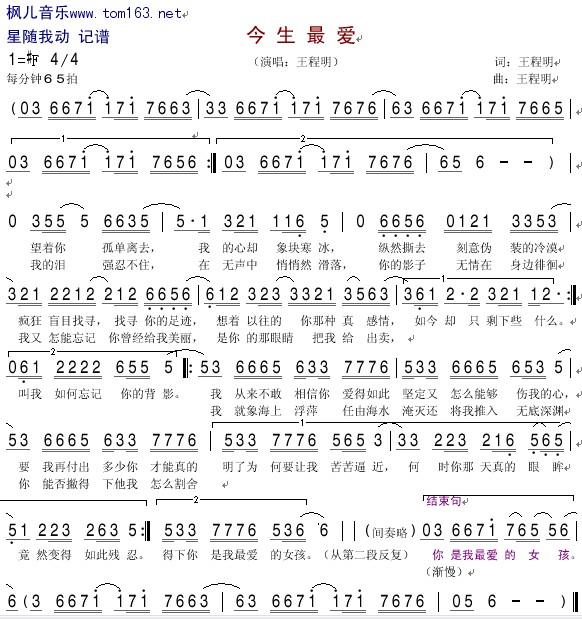 枫儿音乐www.tom163.net
星随我动 记谱
今生最爱
1=#F 4/4
（演唱：王程明）
词：王程明
每分钟65拍
曲：王程明
(03 6671 171 7663 | 33 6671 171 7676 | 63 6671 171 7665 |
1
2
03 6671 171 7656 :‖ 03 6671 171 7676 | 65 6 - - ) |
0 355 5 6635 | 5·1 321 116 5 | 0 6656 0121 3353 |
望着你 孤单离去， 我 的心却 象块寒 冰， 纵然撕去 刻意伪 装的冷漠
我的泪 强忍不住， 在 无声中 悄悄然 滑落， 你的影子 无情在 身边徘徊
1
321 2212 212 6656 | 612 323 3321 3563 | 361 2·2 321 12· :‖
疯狂 盲目找寻，找寻 你的足迹， 想着 以往的 你那种 真 感情， 如今 却 只 剩下些 什么。
我又 怎能忘记 你曾经给 我美丽， 是你 的那眼睛 把我 给 出卖，
2
061 2222 655 5 :‖ 53 6665 633 7776 | 533 7776 563 53 |
叫我 如何忘记 你的背 影。 我 从来不敢 相信你 爱得如此 坚定又 怎么能够 伤我的心，
我 就象海上 浮萍 任由海水 淹灭还 将我推入 无底深渊
1
53 6665 633 7776 | 533 7776 565 3 | 33 223 216 565 |
要 我再付出 多少你 才能真的 明了为 何要让我 苦苦逼 近， 何 时你那 天真的 眼 眸
你 能否撇得 下他我 怎么割舍
2
结束句
51 223 263 5 :‖ 533 7776 536 6 | (间奏略) 03 6671 765 56 |
竟 然变得 如此残 忍。 得下你 是我最爱 的女孩。（从第二段反复） 你 是我最爱 的 女 孩。
(渐慢)
6(3 6671 171 7663 | 33 6671 171 7676 | 05 6 - - ) |